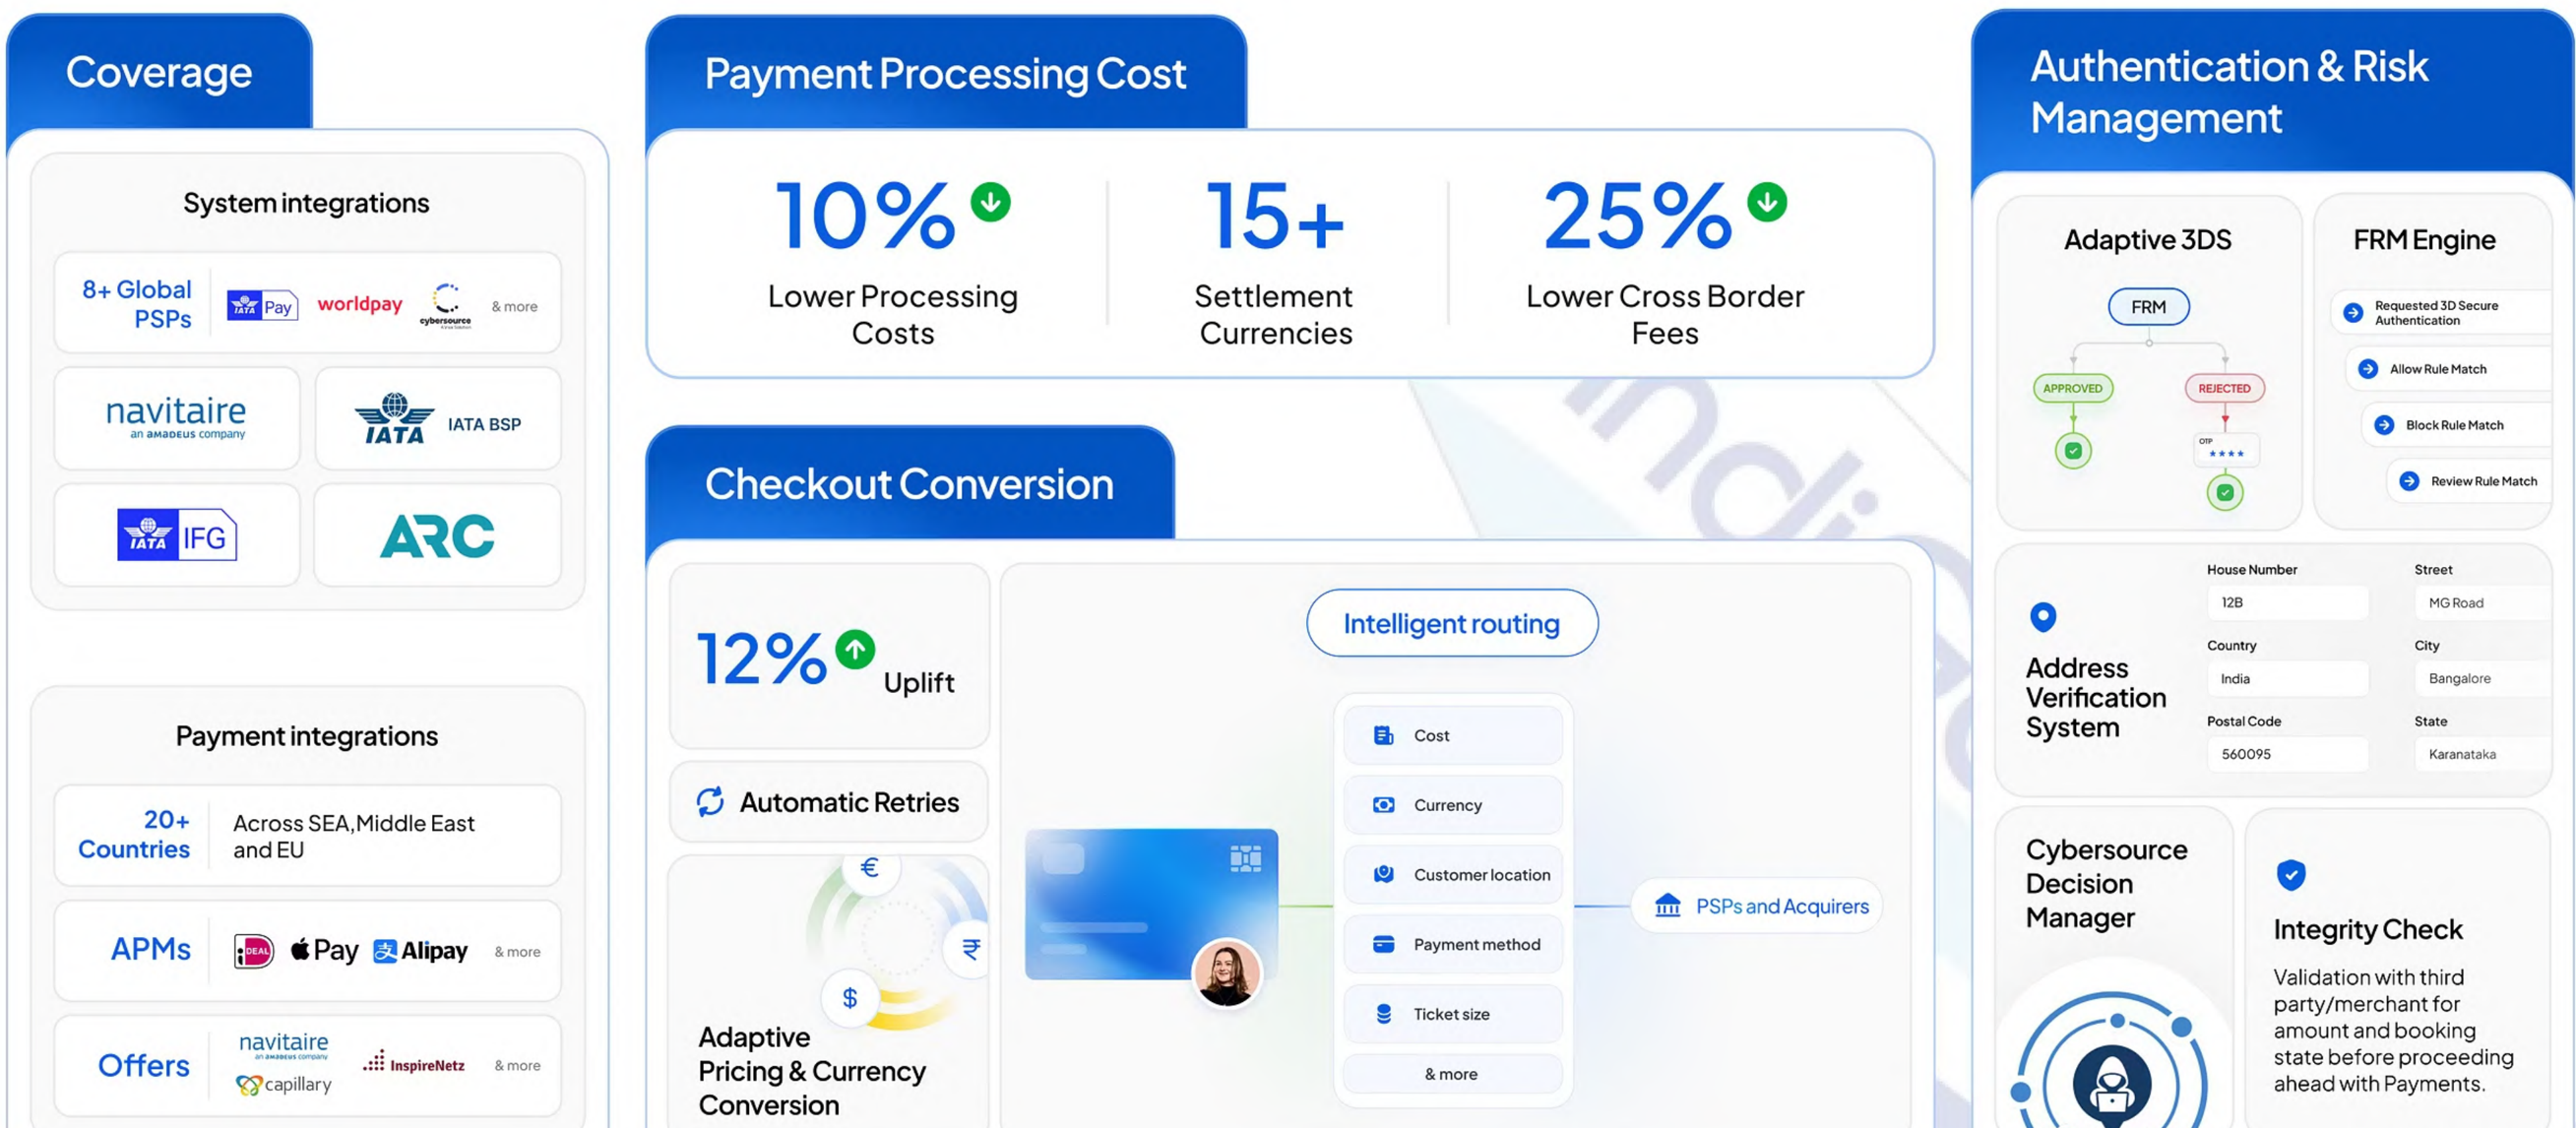 Coverage
System integrations
8+ Global
PSPs
IATA Pay
worldpay
cybersource
& more
navitaire
an amadeus company
IATA
IATA BSP
IATA IFG
ARC
Payment integrations
20+
Countries
Across SEA,Middle East
and EU
APMs
iDEAL
Pay
支
Alipay
& more
Offers
navitaire
an amadeus company
capillary
InspireNetz
& more
Payment Processing Cost
10%
Lower Processing
Costs
15+
Settlement
Currencies
25%
Lower Cross Border
Fees
Checkout Conversion
12%
Uplift
Automatic Retries
€
₹
$
Adaptive
Pricing & Currency
Conversion
Intelligent routing
Cost
Currency
Customer location
Payment method
Ticket size
& more
PSPs and Acquirers
Authentication & Risk
Management
Adaptive 3DS
FRM
APPROVED
REJECTED
OTP
****
FRM Engine
Requested 3D Secure
Authentication
Allow Rule Match
Block Rule Match
Review Rule Match
Address
Verification
System
House Number
12B
Street
MG Road
Country
India
City
Bangalore
Postal Code
560095
State
Karanataka
Cybersource
Decision
Manager
Integrity Check
Validation with third
party/merchant for
amount and booking
state before proceeding
ahead with Payments.